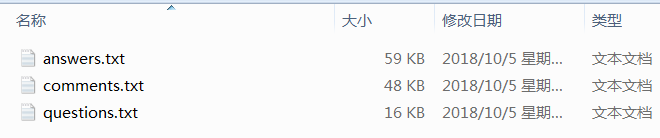 名称 大小 修改日期 类型
answers.txt 59 KB 2018/10/5 星期... 文本文档
comments.txt 48 KB 2018/10/5 星期... 文本文档
questions.txt 16 KB 2018/10/5 星期... 文本文档